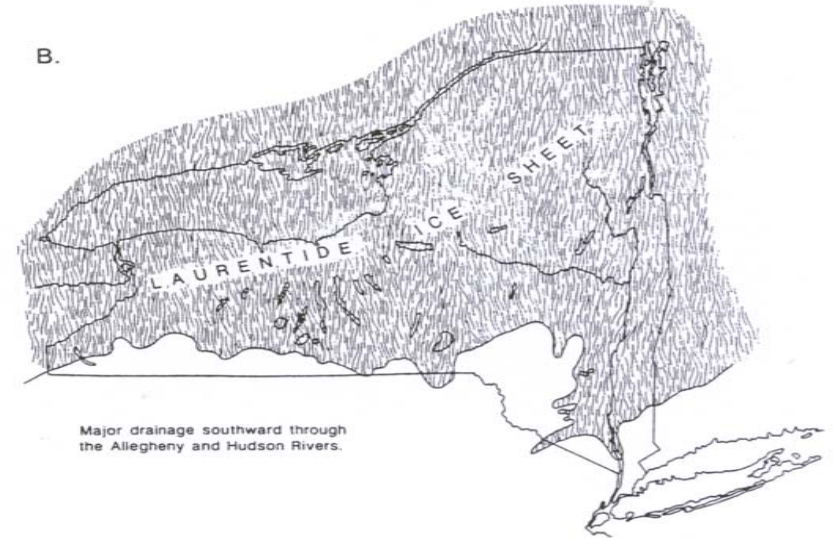 B.
LAURENTIDE ICE SHEET
Major drainage southward through
the Allegheny and Hudson Rivers.